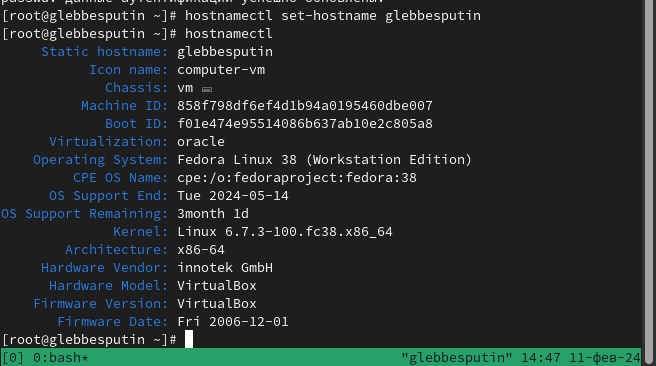 passwd: данные аутентификации успешно обновлены.
[root@glebbesputin ~]# hostnamectl set-hostname glebbesputin
[root@glebbesputin ~]# hostnamectl
Static hostname: glebbesputin
Icon name: computer-vm
Chassis: vm 🖴
Machine ID: 858f798df6ef4d1b94a0195460dbe007
Boot ID: f01e474e95514086b637ab10e2c805a8
Virtualization: oracle
Operating System: Fedora Linux 38 (Workstation Edition)
CPE OS Name: cpe:/o:fedoraproject:fedora:38
OS Support End: Tue 2024-05-14
OS Support Remaining: 3month 1d
Kernel: Linux 6.7.3-100.fc38.x86_64
Architecture: x86-64
Hardware Vendor: innotek GmbH
Hardware Model: VirtualBox
Firmware Version: VirtualBox
Firmware Date: Fri 2006-12-01
[root@glebbesputin ~]#
[0] 0:bash* "glebbesputin" 14:47 11-фев-24